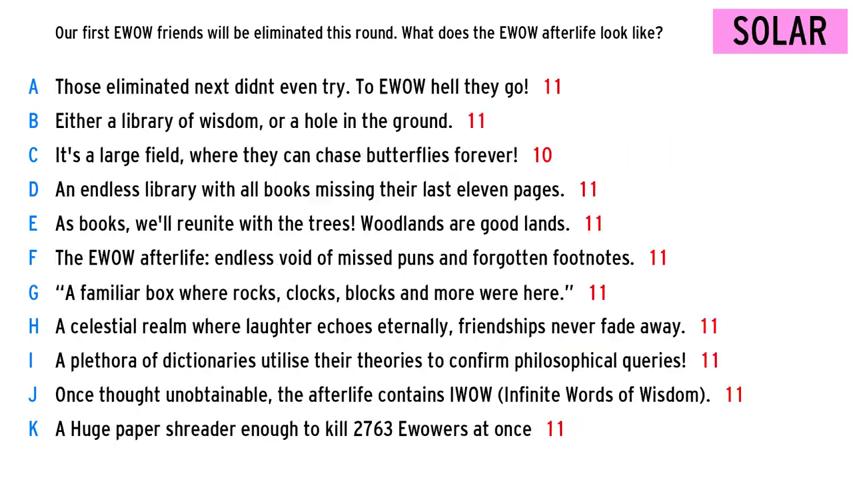 Our first EWOW friends will be eliminated this round. What does the EWOW afterlife look like?
SOLAR
A Those eliminated next didnt even try. To EWOW hell they go! 11
B Either a library of wisdom, or a hole in the ground. 11
C It's a large field, where they can chase butterflies forever! 10
D An endless library with all books missing their last eleven pages. 11
E As books, we'll reunite with the trees! Woodlands are good lands. 11
F The EWOW afterlife: endless void of missed puns and forgotten footnotes. 11
G “A familiar box where rocks, clocks, blocks and more were here.” 11
H A celestial realm where laughter echoes eternally, friendships never fade away. 11
I A plethora of dictionaries utilise their theories to confirm philosophical queries! 11
J Once thought unobtainable, the afterlife contains IWOW (Infinite Words of Wisdom). 11
K A Huge paper shreader enough to kill 2763 Ewowers at once 11